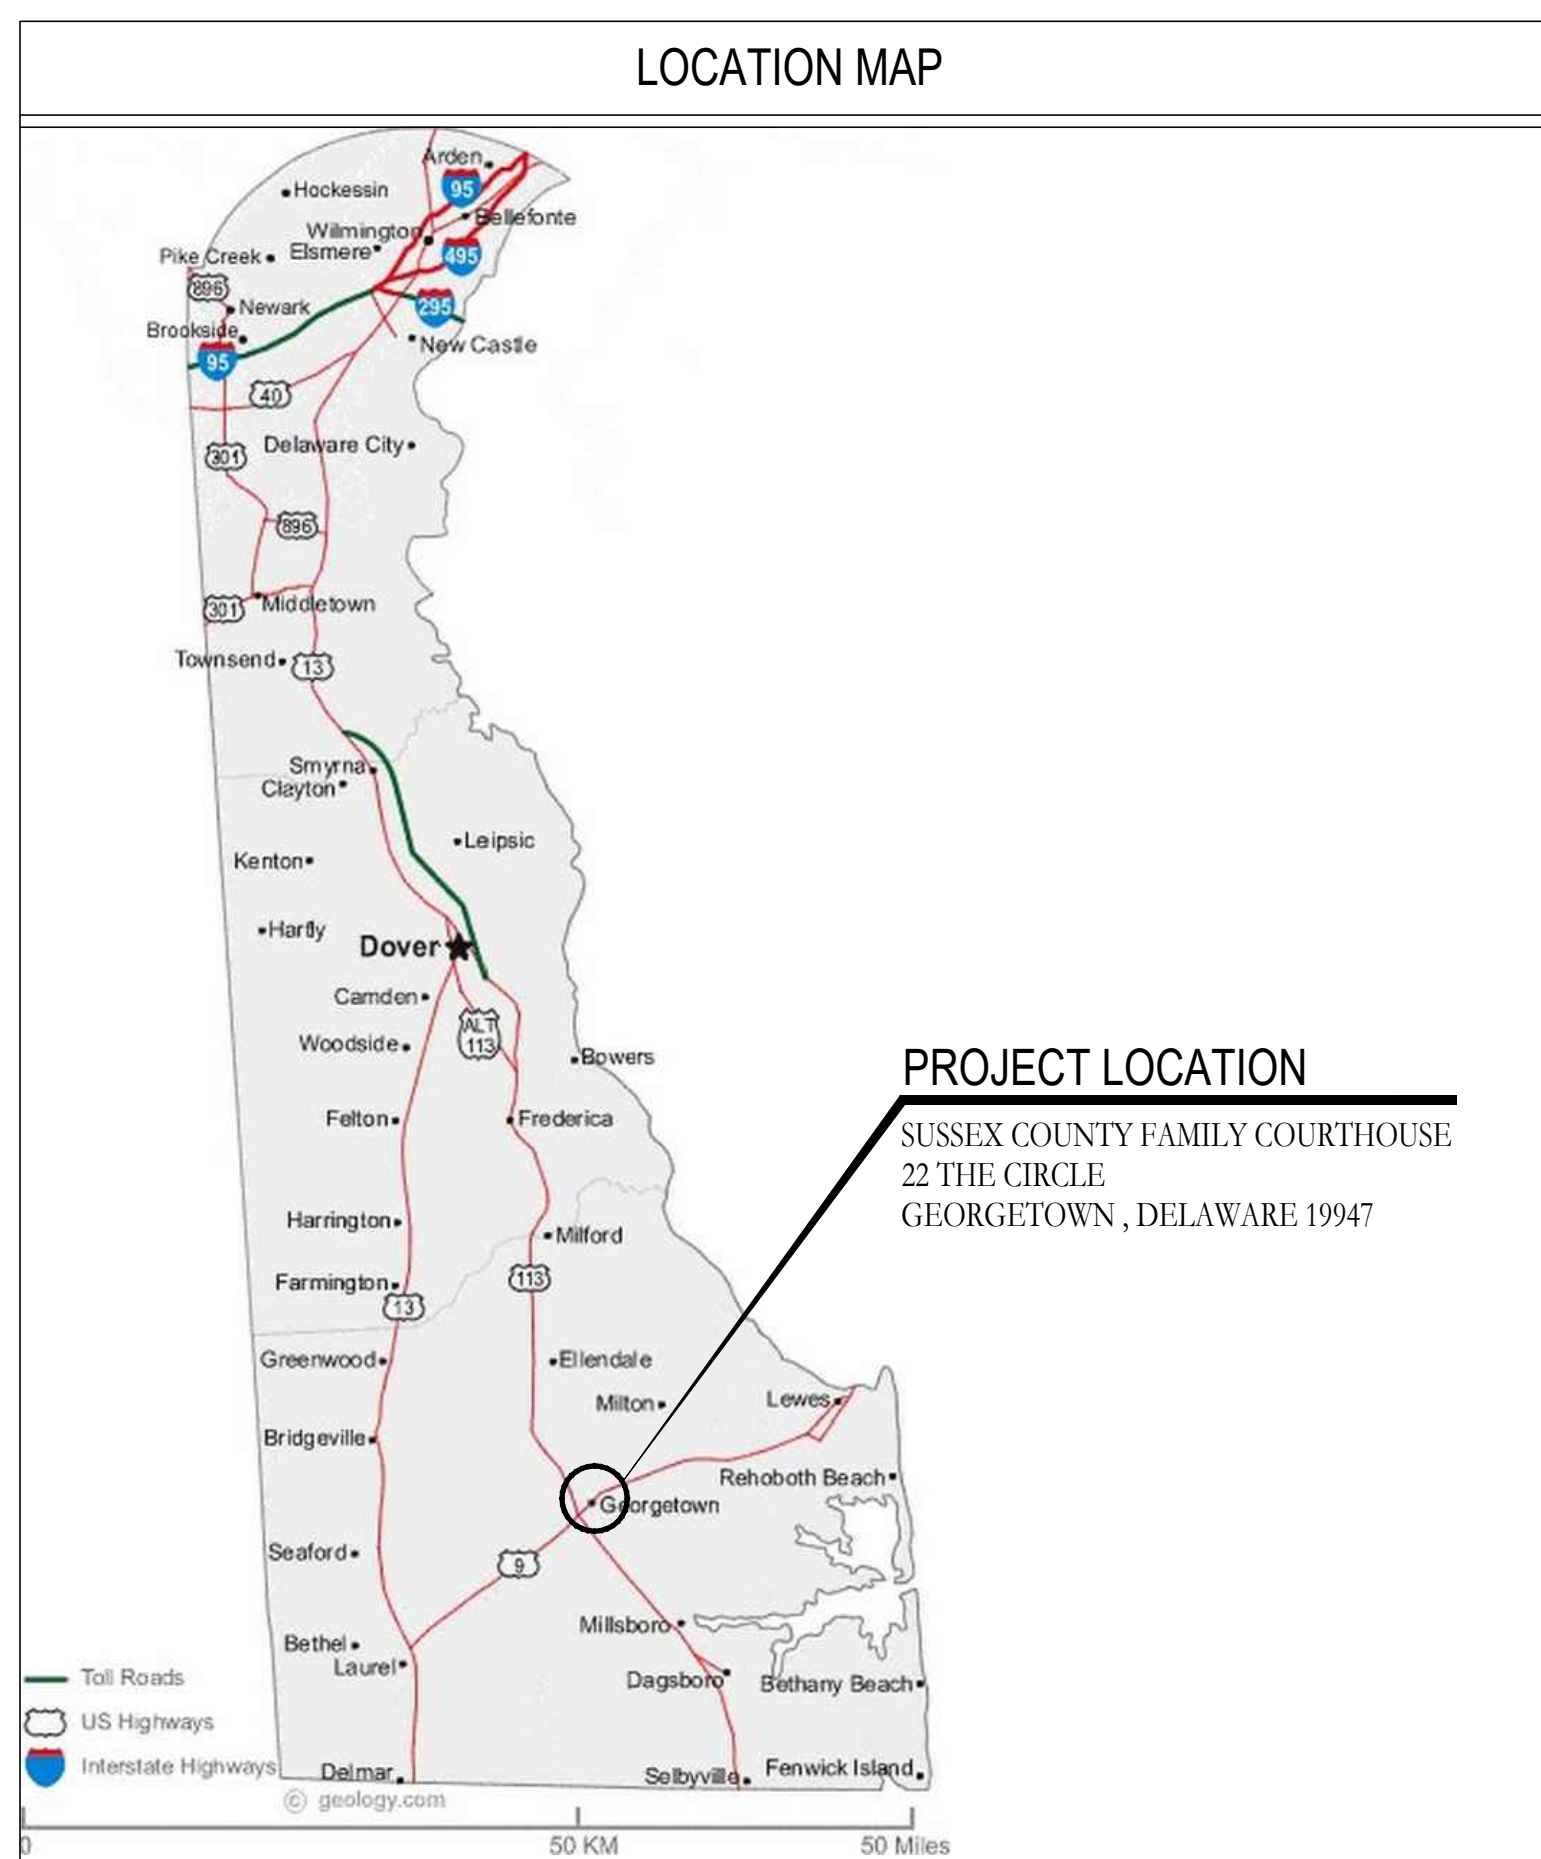 LOCATION MAP
Arden
95
Hockessin
Bellefonte
Wilmington
Elsmere
495
Pike Creek
896
295
Newark
Brookside
New Castle
95
40
Delaware City
301
896
301
Middletown
Townsend
13
Smyrna
Clayton
Leipsic
Kenton
Hartly
Dover
Camden
ALT
113
Woodside
Bowers
PROJECT LOCATION
SUSSEX COUNTY FAMILY COURTHOUSE
22 THE CIRCLE
GEORGETOWN , DELAWARE 19947
Felton
Frederica
Harrington
Milford
113
Farmington
13
Greenwood
Ellendale
Milton
Lewes
Bridgeville
Rehoboth Beach
Georgetown
Seaford
9
Millsboro
Bethel
Laurel
Dagsboro
Bethany Beach
Toll Roads
US Highways
Interstate Highways
Delmar
Selbyville
Fenwick Island
© geology.com
0
50 KM
50 Miles